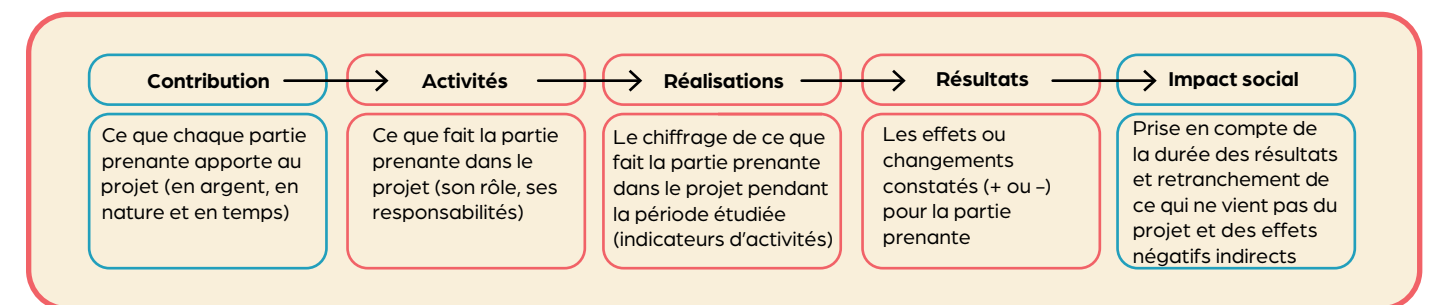 Contribution
Activités
Réalisations
Résultats
Impact social
Ce que chaque partie
prenante apporte au
projet (en argent, en
nature et en temps)
Ce que fait la partie
prenante dans le
projet (son rôle, ses
responsabilités)
Le chiffrage de ce que
fait la partie prenante
dans le projet pendant
la période étudiée
(indicateurs d’activités)
Les effets ou
changements
constatés (+ ou -)
pour la partie
prenante
Prise en compte de
la durée des résultats
et retranchement de
ce qui ne vient pas du
projet et des effets
négatifs indirects